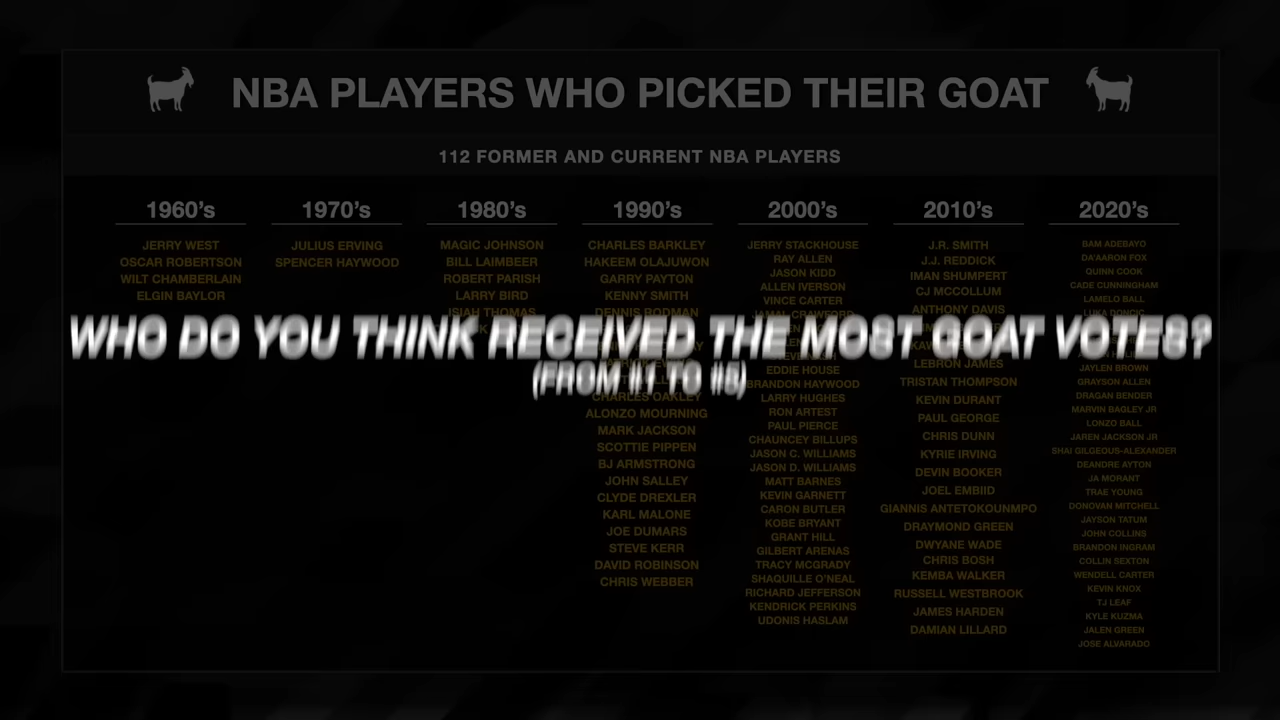 NBA PLAYERS WHO PICKED THEIR GOAT
112 FORMER AND CURRENT NBA PLAYERS
1960's
JERRY WEST
OSCAR ROBERTSON
WILT CHAMBERLAIN
ELGIN BAYLOR
1970's
JULIUS ERVING
SPENCER HAYWOOD
1980's
MAGIC JOHNSON
BILL LAIMBEER
ROBERT PARISH
LARRY BIRD
ISIAH THOMAS
1990's
CHARLES BARKLEY
HAKEEM OLAJUWON
GARRY PAYTON
KENNY SMITH
DENNIS RODMAN
CHARLES OAKLEY
ALONZO MOURNING
MARK JACKSON
SCOTTIE PIPPEN
BJ ARMSTRONG
JOHN SALLEY
CLYDE DREXLER
KARL MALONE
JOE DUMARS
STEVE KERR
DAVID ROBINSON
CHRIS WEBBER
2000's
JERRY STACKHOUSE
RAY ALLEN
JASON KIDD
ALLEN IVERSON
VINCE CARTER
JAMAL CRAWFORD
EDDIE HOUSE
BRANDON HAYWOOD
LARRY HUGHES
RON ARTEST
PAUL PIERCE
CHAUNCEY BILLUPS
JASON C. WILLIAMS
JASON D. WILLIAMS
MATT BARNES
KEVIN GARNETT
CARON BUTLER
KOBE BRYANT
GRANT HILL
GILBERT ARENAS
TRACY MCGRADY
SHAQUILLE O'NEAL
RICHARD JEFFERSON
KENDRICK PERKINS
UDONIS HASLAM
2010's
J.R. SMITH
J.J. REDDICK
IMAN SHUMPERT
CJ MCCOLLUM
ANTHONY DAVIS
LEBRON JAMES
TRISTAN THOMPSON
KEVIN DURANT
PAUL GEORGE
CHRIS DUNN
KYRIE IRVING
DEVIN BOOKER
JOEL EMBIID
GIANNIS ANTETOKOUNMPO
DRAYMOND GREEN
DWYANE WADE
CHRIS BOSH
KEMBA WALKER
RUSSELL WESTBROOK
JAMES HARDEN
DAMIAN LILLARD
2020's
BAM ADEBAYO
DA'AARON FOX
QUINN COOK
CADE CUNNINGHAM
LAMELO BALL
LUKA DONCIC
JAYLEN BROWN
GRAYSON ALLEN
DRAGAN BENDER
MARVIN BAGLEY JR
LONZO BALL
JAREN JACKSON JR
SHAI GILGEOUS-ALEXANDER
DEANDRE AYTON
JA MORANT
TRAE YOUNG
DONOVAN MITCHELL
JAYSON TATUM
JOHN COLLINS
BRANDON INGRAM
COLLIN SEXTON
WENDELL CARTER
KEVIN KNOX
TJ LEAF
KYLE KUZMA
JALEN GREEN
JOSE ALVARADO
WHO DO YOU THINK RECEIVED THE MOST GOAT VOTES?
(FROM #1 TO #5)